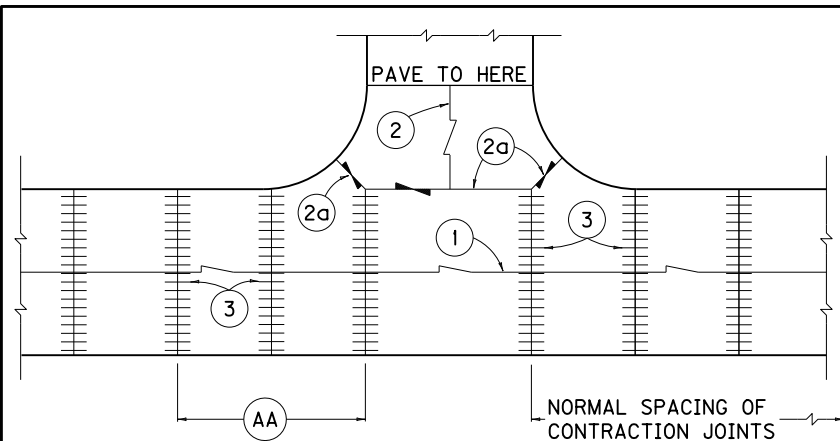 PAVE TO HERE
2
2a
2a
3
1
3
AA
NORMAL SPACING OF
CONTRACTION JOINTS